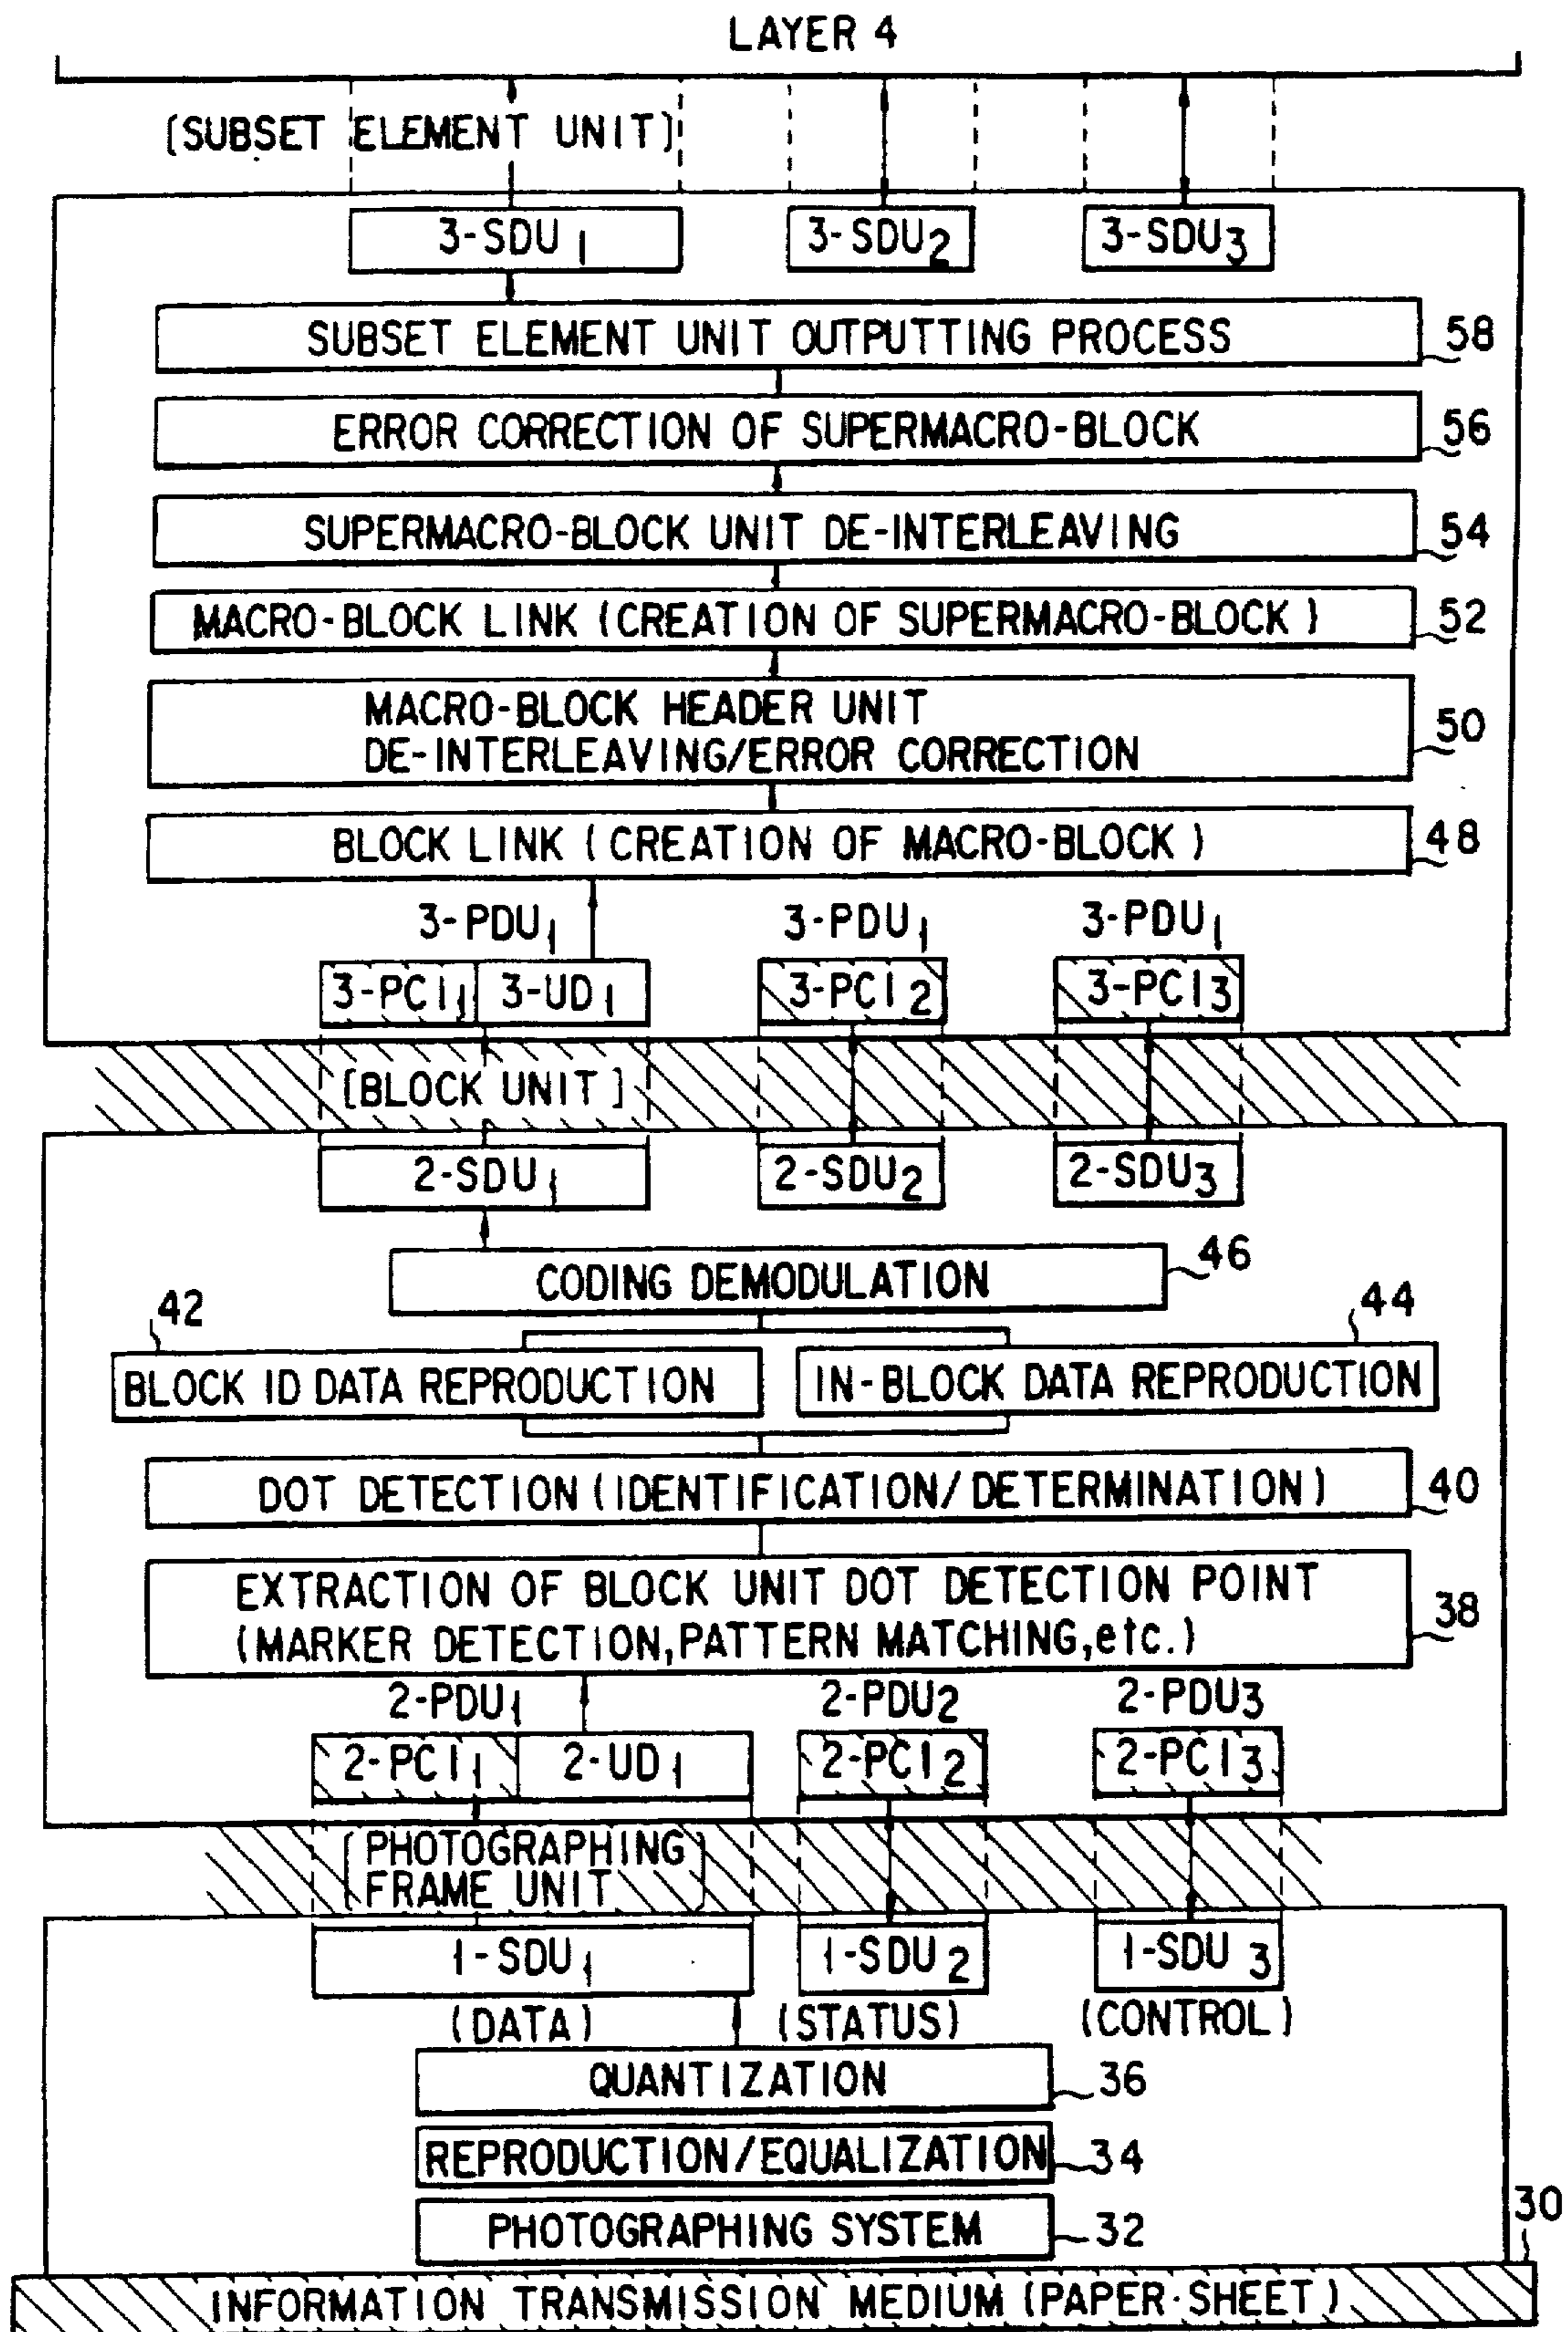 LAYER 4
[SUBSET ELEMENT UNIT]
3-SDU1 3-SDU2 3-SDU3
SUBSET ELEMENT UNIT OUTPUTTING PROCESS 58
ERROR CORRECTION OF SUPERMACRO-BLOCK 56
SUPERMACRO-BLOCK UNIT DE-INTERLEAVING 54
MACRO-BLOCK LINK (CREATION OF SUPERMACRO-BLOCK) 52
MACRO-BLOCK HEADER UNIT
DE-INTERLEAVING/ERROR CORRECTION 50
BLOCK LINK (CREATION OF MACRO-BLOCK) 48
3-PDU1 3-PDU1 3-PDU1
3-PCI1 3-UD1 3-PCI2 3-PCI3
[BLOCK UNIT]
2-SDU1 2-SDU2 2-SDU3
CODING DEMODULATION 46
42 44
BLOCK ID DATA REPRODUCTION IN-BLOCK DATA REPRODUCTION
DOT DETECTION (IDENTIFICATION/DETERMINATION) 40
EXTRACTION OF BLOCK UNIT DOT DETECTION POINT
(MARKER DETECTION, PATTERN MATCHING, etc.) 38
2-PDU1 2-PDU2 2-PDU3
2-PCI1 2-UD1 2-PCI2 2-PCI3
[PHOTOGRAPHING
FRAME UNIT]
1-SDU1 1-SDU2 1-SDU3
(DATA) (STATUS) (CONTROL)
QUANTIZATION 36
REPRODUCTION/EQUALIZATION 34
PHOTOGRAPHING SYSTEM 32
30
INFORMATION TRANSMISSION MEDIUM (PAPER·SHEET)